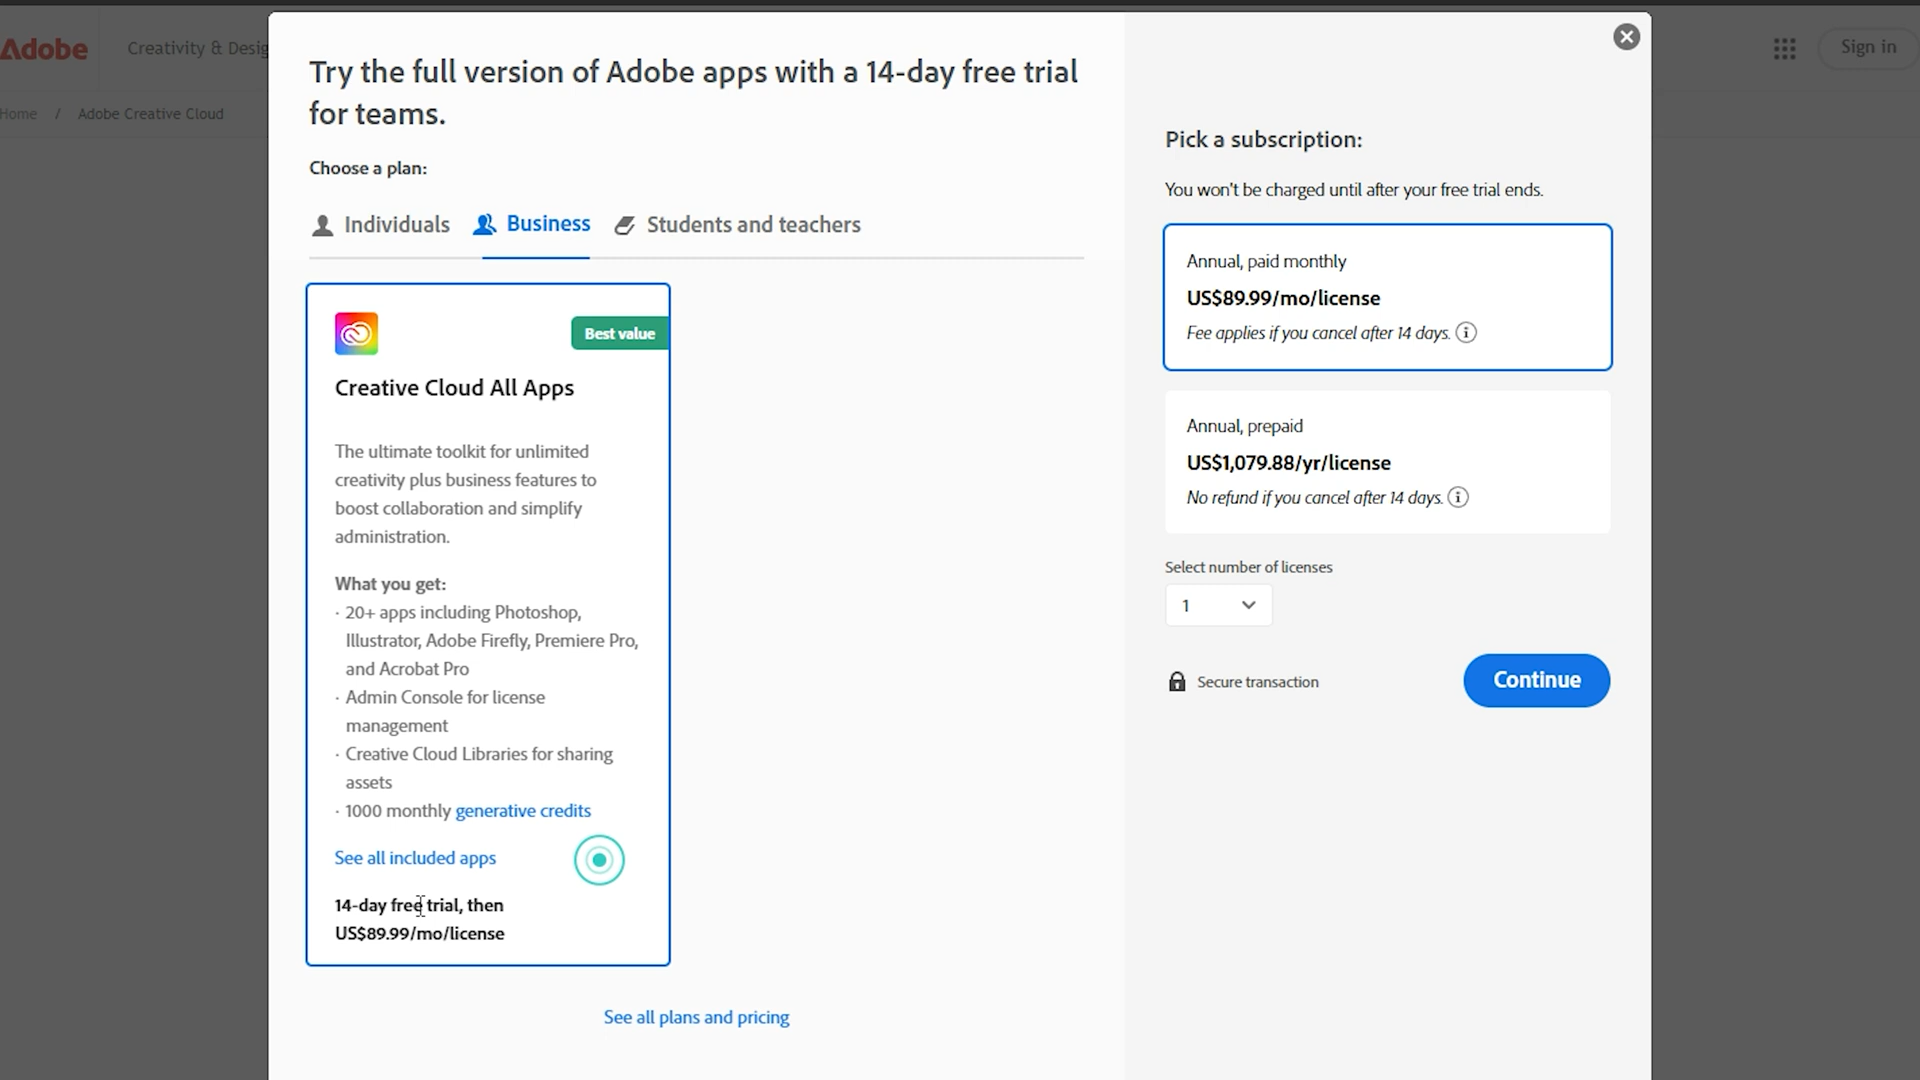 Adobe
Creativity & Desig
Sign in
Home / Adobe Creative Cloud
Try the full version of Adobe apps with a 14-day free trial
for teams.
Choose a plan:
Individuals
Business
Students and teachers
Best value
Creative Cloud All Apps
The ultimate toolkit for unlimited
creativity plus business features to
boost collaboration and simplify
administration.
What you get:
· 20+ apps including Photoshop,
Illustrator, Adobe Firefly, Premiere Pro,
and Acrobat Pro
· Admin Console for license
management
· Creative Cloud Libraries for sharing
assets
· 1000 monthly generative credits
See all included apps
14-day free trial, then
US$89.99/mo/license
See all plans and pricing
Pick a subscription:
You won't be charged until after your free trial ends.
Annual, paid monthly
US$89.99/mo/license
Fee applies if you cancel after 14 days.
Annual, prepaid
US$1,079.88/yr/license
No refund if you cancel after 14 days.
Select number of licenses
1
Secure transaction
Continue